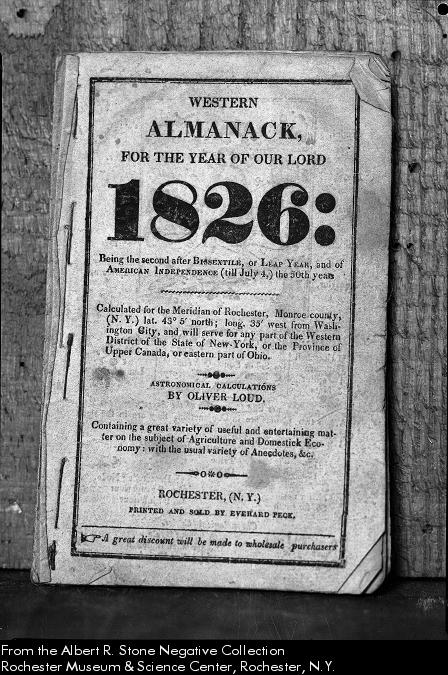 WESTERN
ALMANACK,
FOR THE YEAR OF OUR LORD
1826:
Being the second after BISSEXTILE, or LEAP YEAR, and of
AMERICAN INDEPENDENCE (till July 4,) the 50th year.
Calculated for the Meridian of Rochester, Monroe county,
(N. Y.) lat. 43° 5' north; long. 35' west from Wash-
ington City, and will serve for any part of the Western
District of the State of New-York, or the Province of
Upper Canada, or eastern part of Ohio.
ASTRONOMICAL CALCULATIONS
BY OLIVER LOUD.
Containing a great variety of useful and entertaining mat-
ter on the subject of Agriculture and Domestick Eco-
nomy: with the usual variety of Anecdotes, &c.
ROCHESTER, (N. Y.)
PRINTED AND SOLD BY EVERARD PECK.
☞ A great discount will be made to wholesale purchasers
From the Albert R. Stone Negative Collection
Rochester Museum & Science Center, Rochester, N.Y.